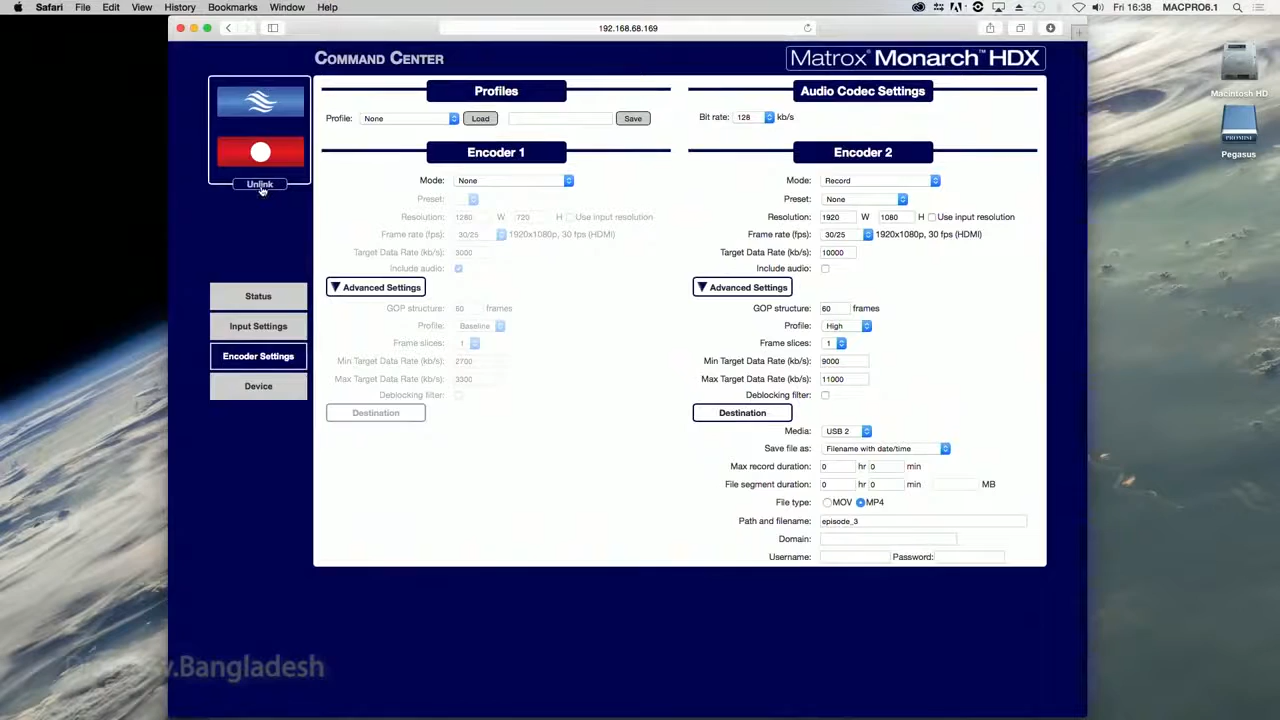 Safari File Edit View History Bookmarks Window Help Fri 16:38 MACPRO6.1
192.168.68.169
COMMAND CENTER
Matrox Monarch™ HDX
Unlink
Status
Input Settings
Encoder Settings
Device
Profiles
Profile: None Load Save
Audio Codec Settings
Bit rate: 128 kb/s
Encoder 1
Mode: None
Preset:
Resolution: 1280 W 720 H Use input resolution
Frame rate (fps): 30/25 1920x1080p, 30 fps (HDMI)
Target Data Rate (kb/s): 3000
Include audio:
Advanced Settings
GOP structure: 60 frames
Profile: Baseline
Frame slices: 1
Min Target Data Rate (kb/s): 2700
Max Target Data Rate (kb/s): 3300
Deblocking filter:
Destination
Encoder 2
Mode: Record
Preset: None
Resolution: 1920 W 1080 H Use input resolution
Frame rate (fps): 30/25 1920x1080p, 30 fps (HDMI)
Target Data Rate (kb/s): 10000
Include audio:
Advanced Settings
GOP structure: 60 frames
Profile: High
Frame slices: 1
Min Target Data Rate (kb/s): 9000
Max Target Data Rate (kb/s): 11000
Deblocking filter:
Destination
Media: USB 2
Save file as: Filename with date/time
Max record duration: 0 hr 0 min
File segment duration: 0 hr 0 min MB
File type: MOV MP4
Path and filename: episode_3
Domain:
Username: Password:
Macintosh HD
PROMISE
Pegasus
.Bangladesh